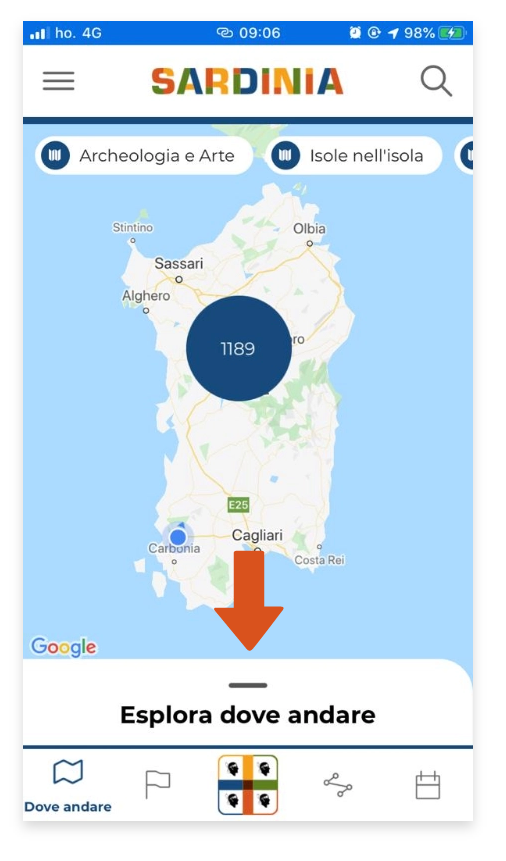 ho. 4G
09:06
98%
SARDINIA
Archeologia e Arte
Isole nell'isola
Stintino
Olbia
Sassari
Alghero
1189
ro
E25
Cagliari
Carbonia
Costa Rei
Google
Esplora dove andare
Dove andare